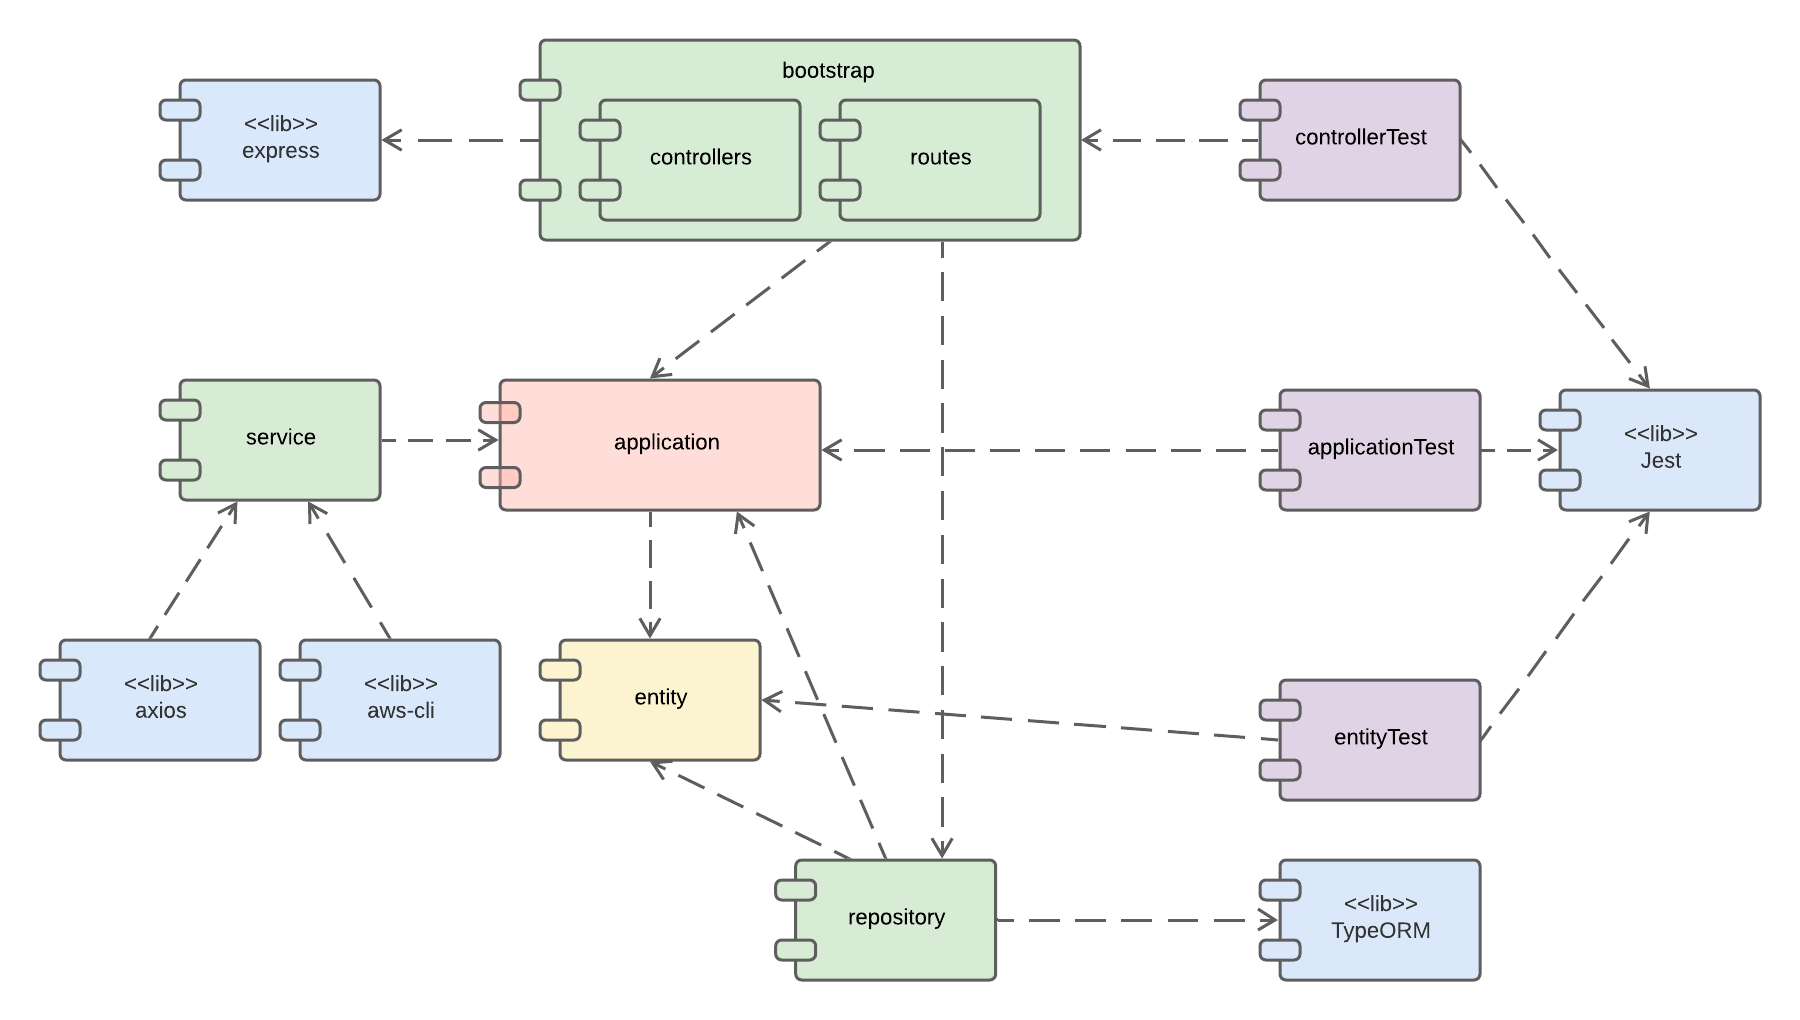 bootstrap
<<lib>>
express
controllers
routes
controllerTest
service
application
applicationTest
<<lib>>
Jest
<<lib>>
axios
<<lib>>
aws-cli
entity
entityTest
repository
<<lib>>
TypeORM